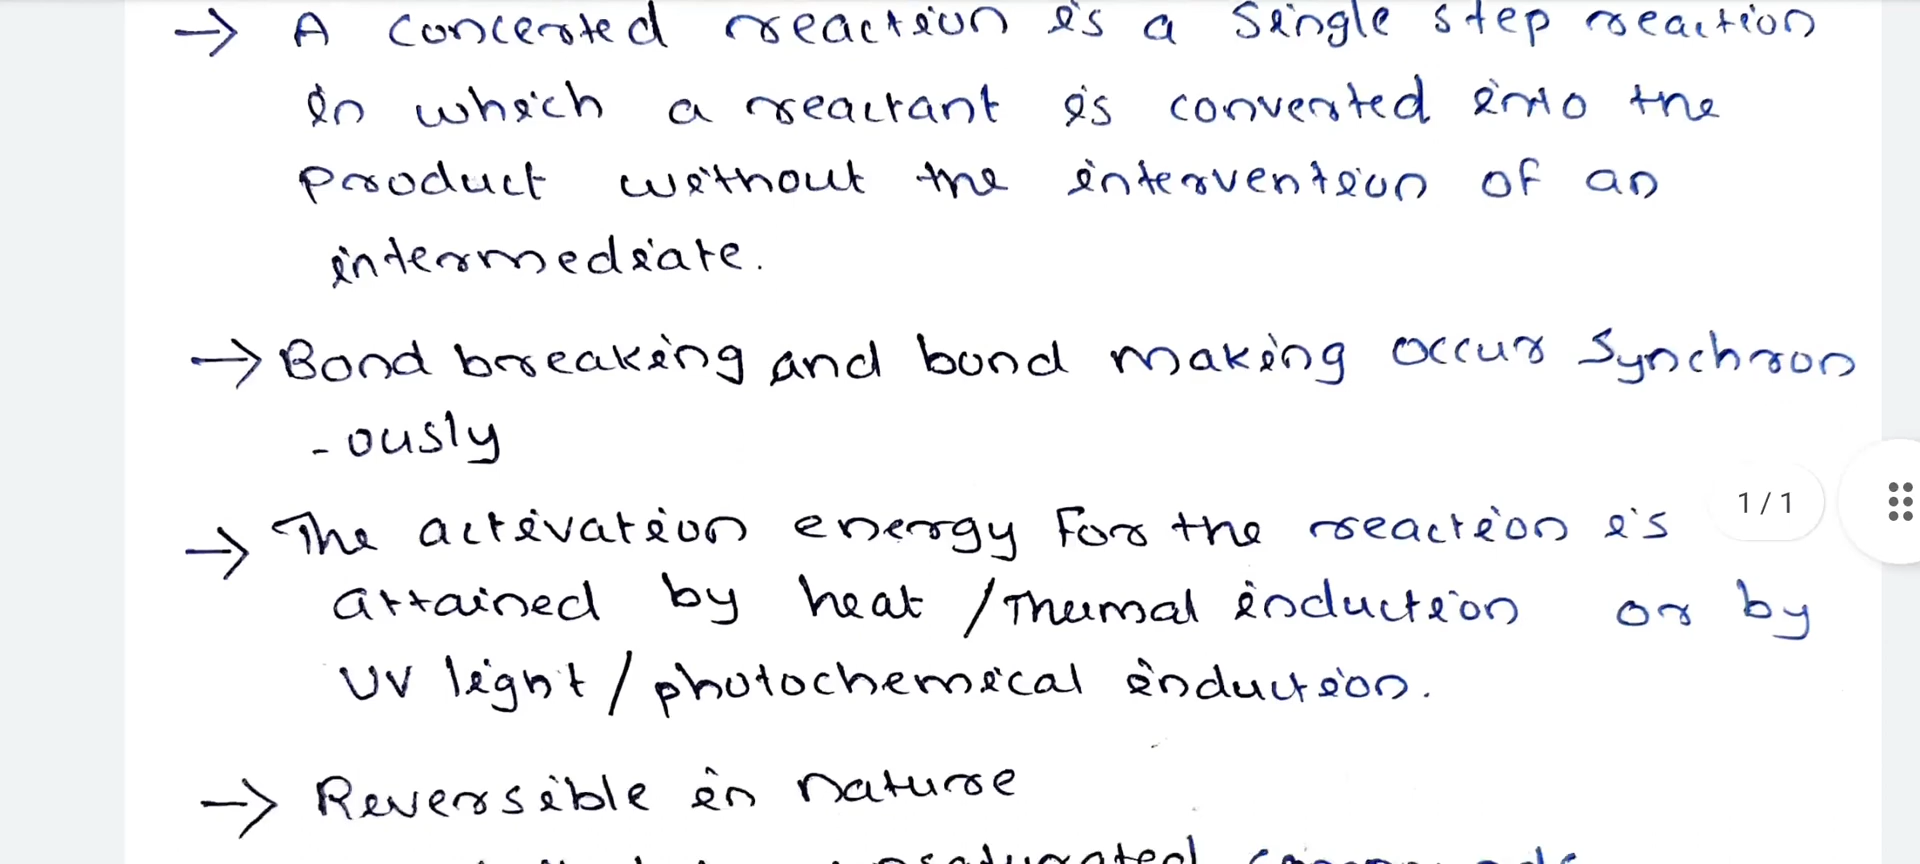 → A concerted reaction is a single step reaction
in which a reactant is converted into the
product without the intervention of an
intermediate.
→ Bond breaking and bond making occur Synchron
- ously
→ The activation energy For the reaction is
attained by heat / Thermal induction or by
UV light / photochemical induction.
1 / 1
→ Reversible in nature